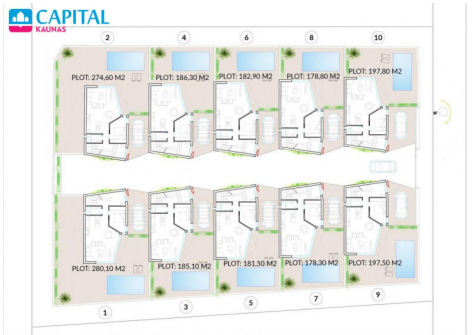 CAPITAL
KAUNAS
2 4 6 8 10
PLOT: 274,60 M2 PLOT: 186,30 M2 PLOT: 182,90 M2 PLOT: 178,80 M2 PLOT: 197,80 M2
PLOT: 280,10 M2 PLOT: 185,10 M2 PLOT: 181,50 M2 PLOT: 178,30 M2 PLOT: 197,50 M2
1 3 5 7 9